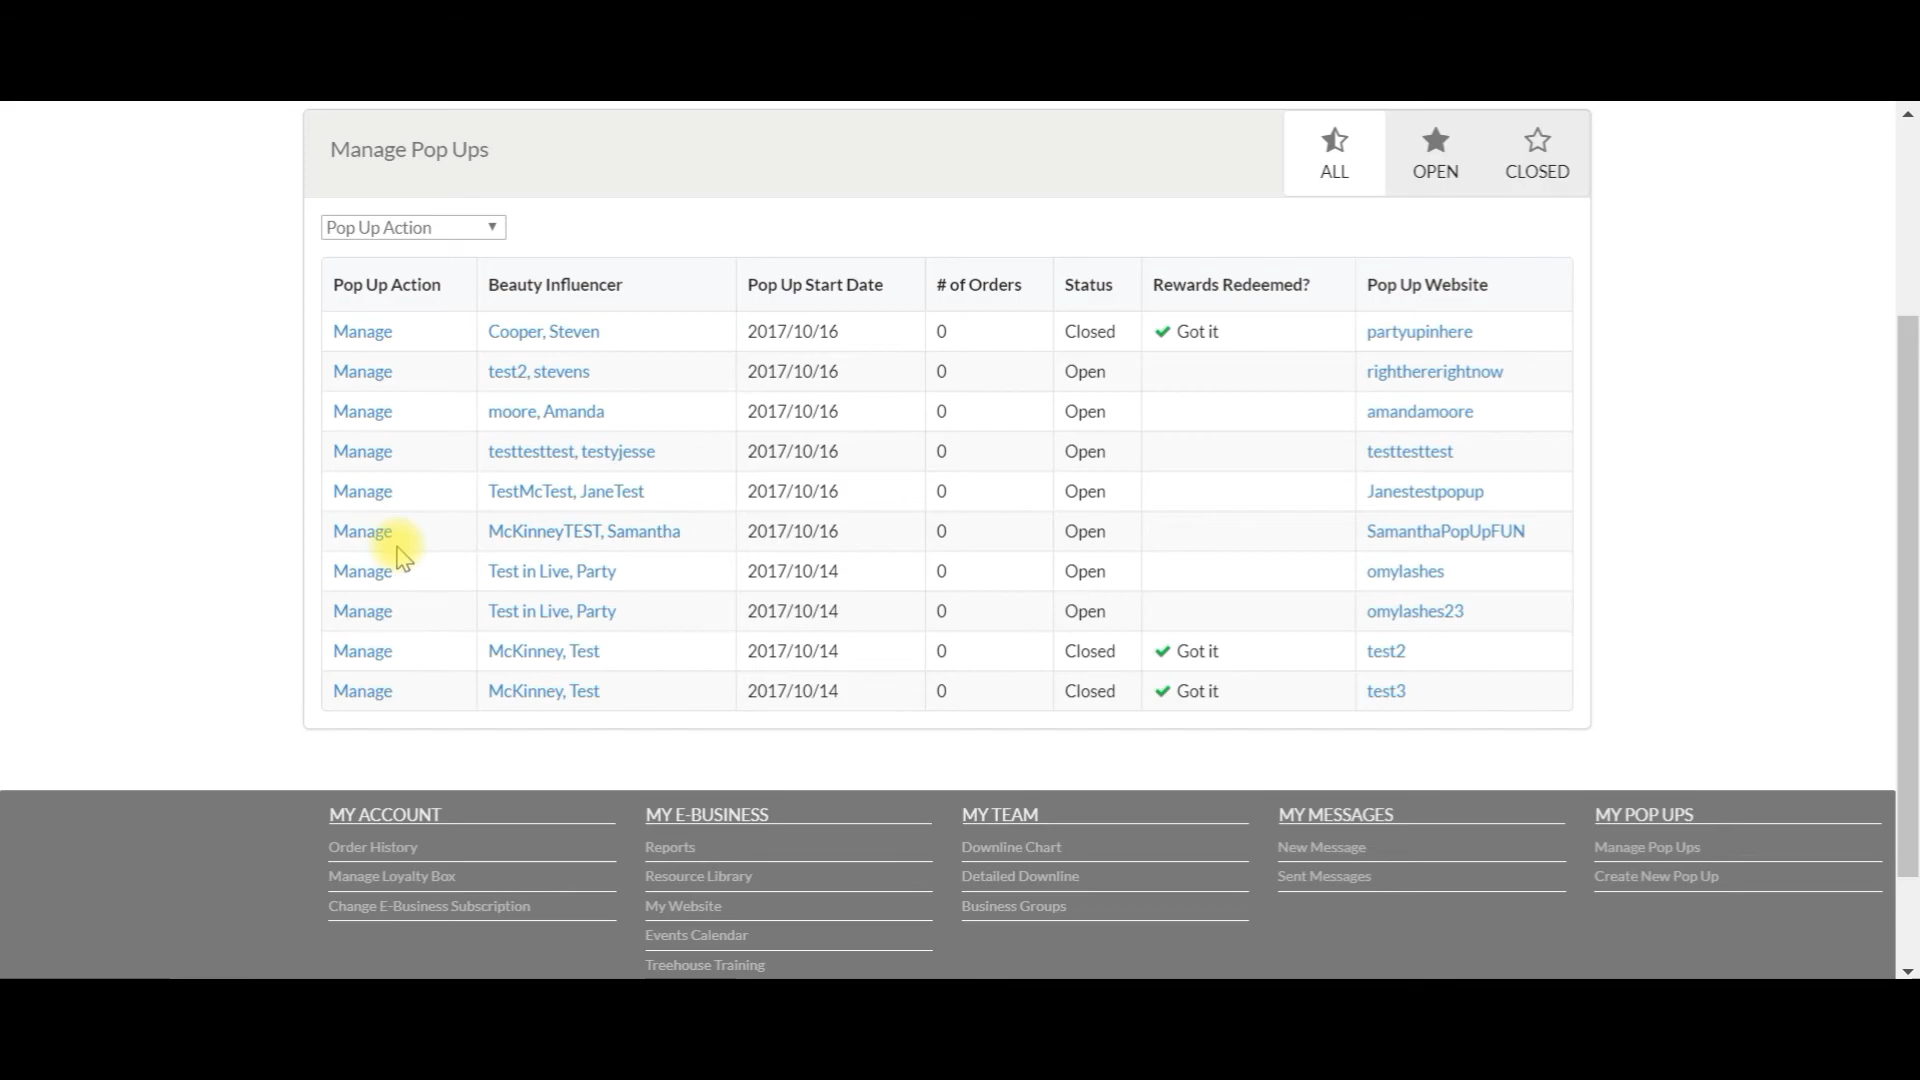 Manage Pop Ups
ALL OPEN CLOSED
Pop Up Action
Pop Up Action Beauty Influencer Pop Up Start Date # of Orders Status Rewards Redeemed? Pop Up Website
Manage Cooper, Steven 2017/10/16 0 Closed Got it partyupinhere
Manage test2, stevens 2017/10/16 0 Open righthererightnow
Manage moore, Amanda 2017/10/16 0 Open amandamoore
Manage testtesttest, testyjesse 2017/10/16 0 Open testtesttest
Manage TestMcTest, JaneTest 2017/10/16 0 Open Janestestpopup
Manage McKinneyTEST, Samantha 2017/10/16 0 Open SamanthaPopUpFUN
Manage Test in Live, Party 2017/10/14 0 Open omylashes
Manage Test in Live, Party 2017/10/14 0 Open omylashes23
Manage McKinney, Test 2017/10/14 0 Closed Got it test2
Manage McKinney, Test 2017/10/14 0 Closed Got it test3
MY ACCOUNT MY E-BUSINESS MY TEAM MY MESSAGES MY POP UPS
Order History Reports Downline Chart New Message Manage Pop Ups
Manage Loyalty Box Resource Library Detailed Downline Sent Messages Create New Pop Up
Change E-Business Subscription My Website Business Groups
Events Calendar
Treehouse Training